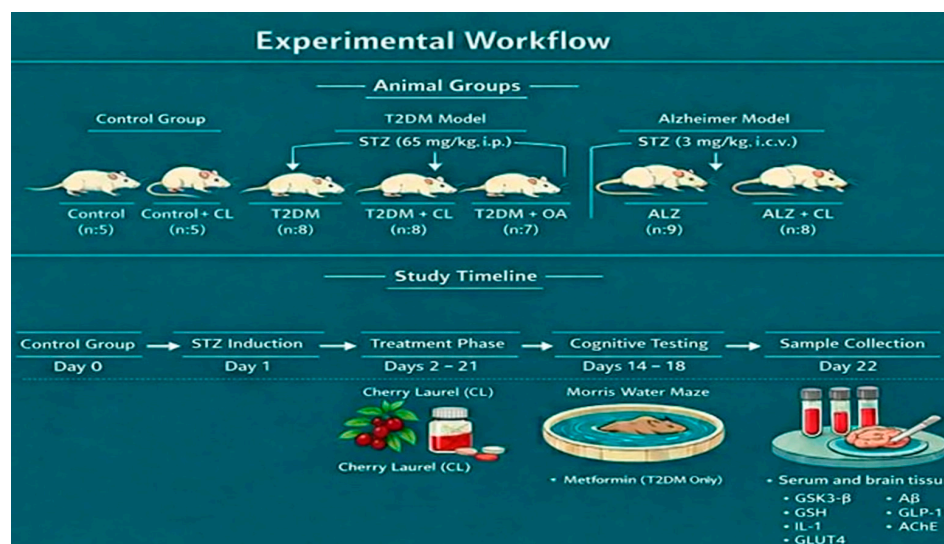 Experimental Workflow
Animal Groups
Control Group
T2DM Model
Alzheimer Model
STZ (65 mg/kg, i.p.)
STZ (3 mg/kg, i.c.v.)
Control
(n:5)
Control + CL
(n:5)
T2DM
(n:8)
T2DM + CL
(n:8)
T2DM + OA
(n:7)
ALZ
(n:9)
ALZ + CL
(n:8)
Study Timeline
Control Group
Day 0
STZ Induction
Day 1
Treatment Phase
Days 2 – 21
Cognitive Testing
Days 14 – 18
Sample Collection
Day 22
Cherry Laurel (CL)
Cherry Laurel (CL)
Morris Water Maze
• Metformin (T2DM Only)
• Serum and brain tissu
• GSK3-β
• GSH
• IL-1
• GLUT4
• Aβ
• GLP-1
• AChE